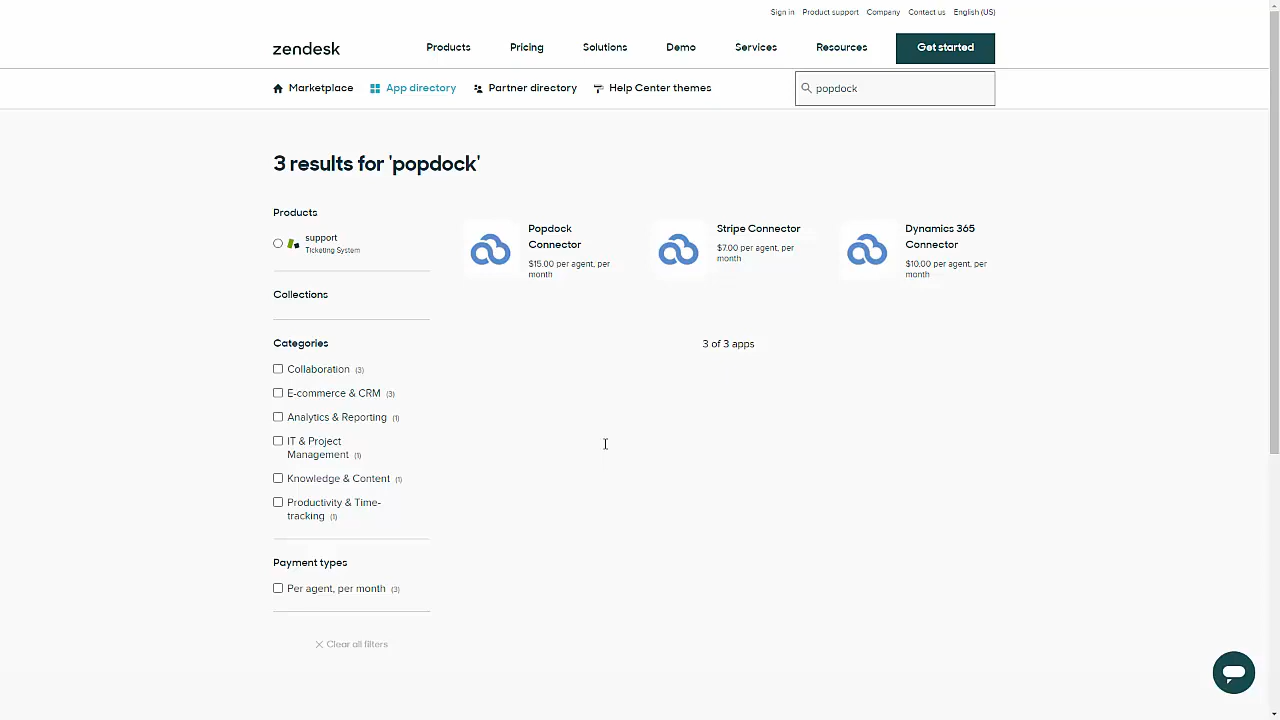 Sign in Product support Company Contact us English (US)
zendesk Products Pricing Solutions Demo Services Resources Get started
Marketplace App directory Partner directory Help Center themes popdock
3 results for 'popdock'
Products
support
Ticketing System
Collections
Categories
Collaboration (3)
E-commerce & CRM (3)
Analytics & Reporting (1)
IT & Project
Management (1)
Knowledge & Content (1)
Productivity & Time-
tracking (1)
Payment types
Per agent, per month (3)
Clear all filters
Popdock
Connector
$15.00 per agent, per
month
Stripe Connector
$7.00 per agent, per
month
Dynamics 365
Connector
$10.00 per agent, per
month
3 of 3 apps